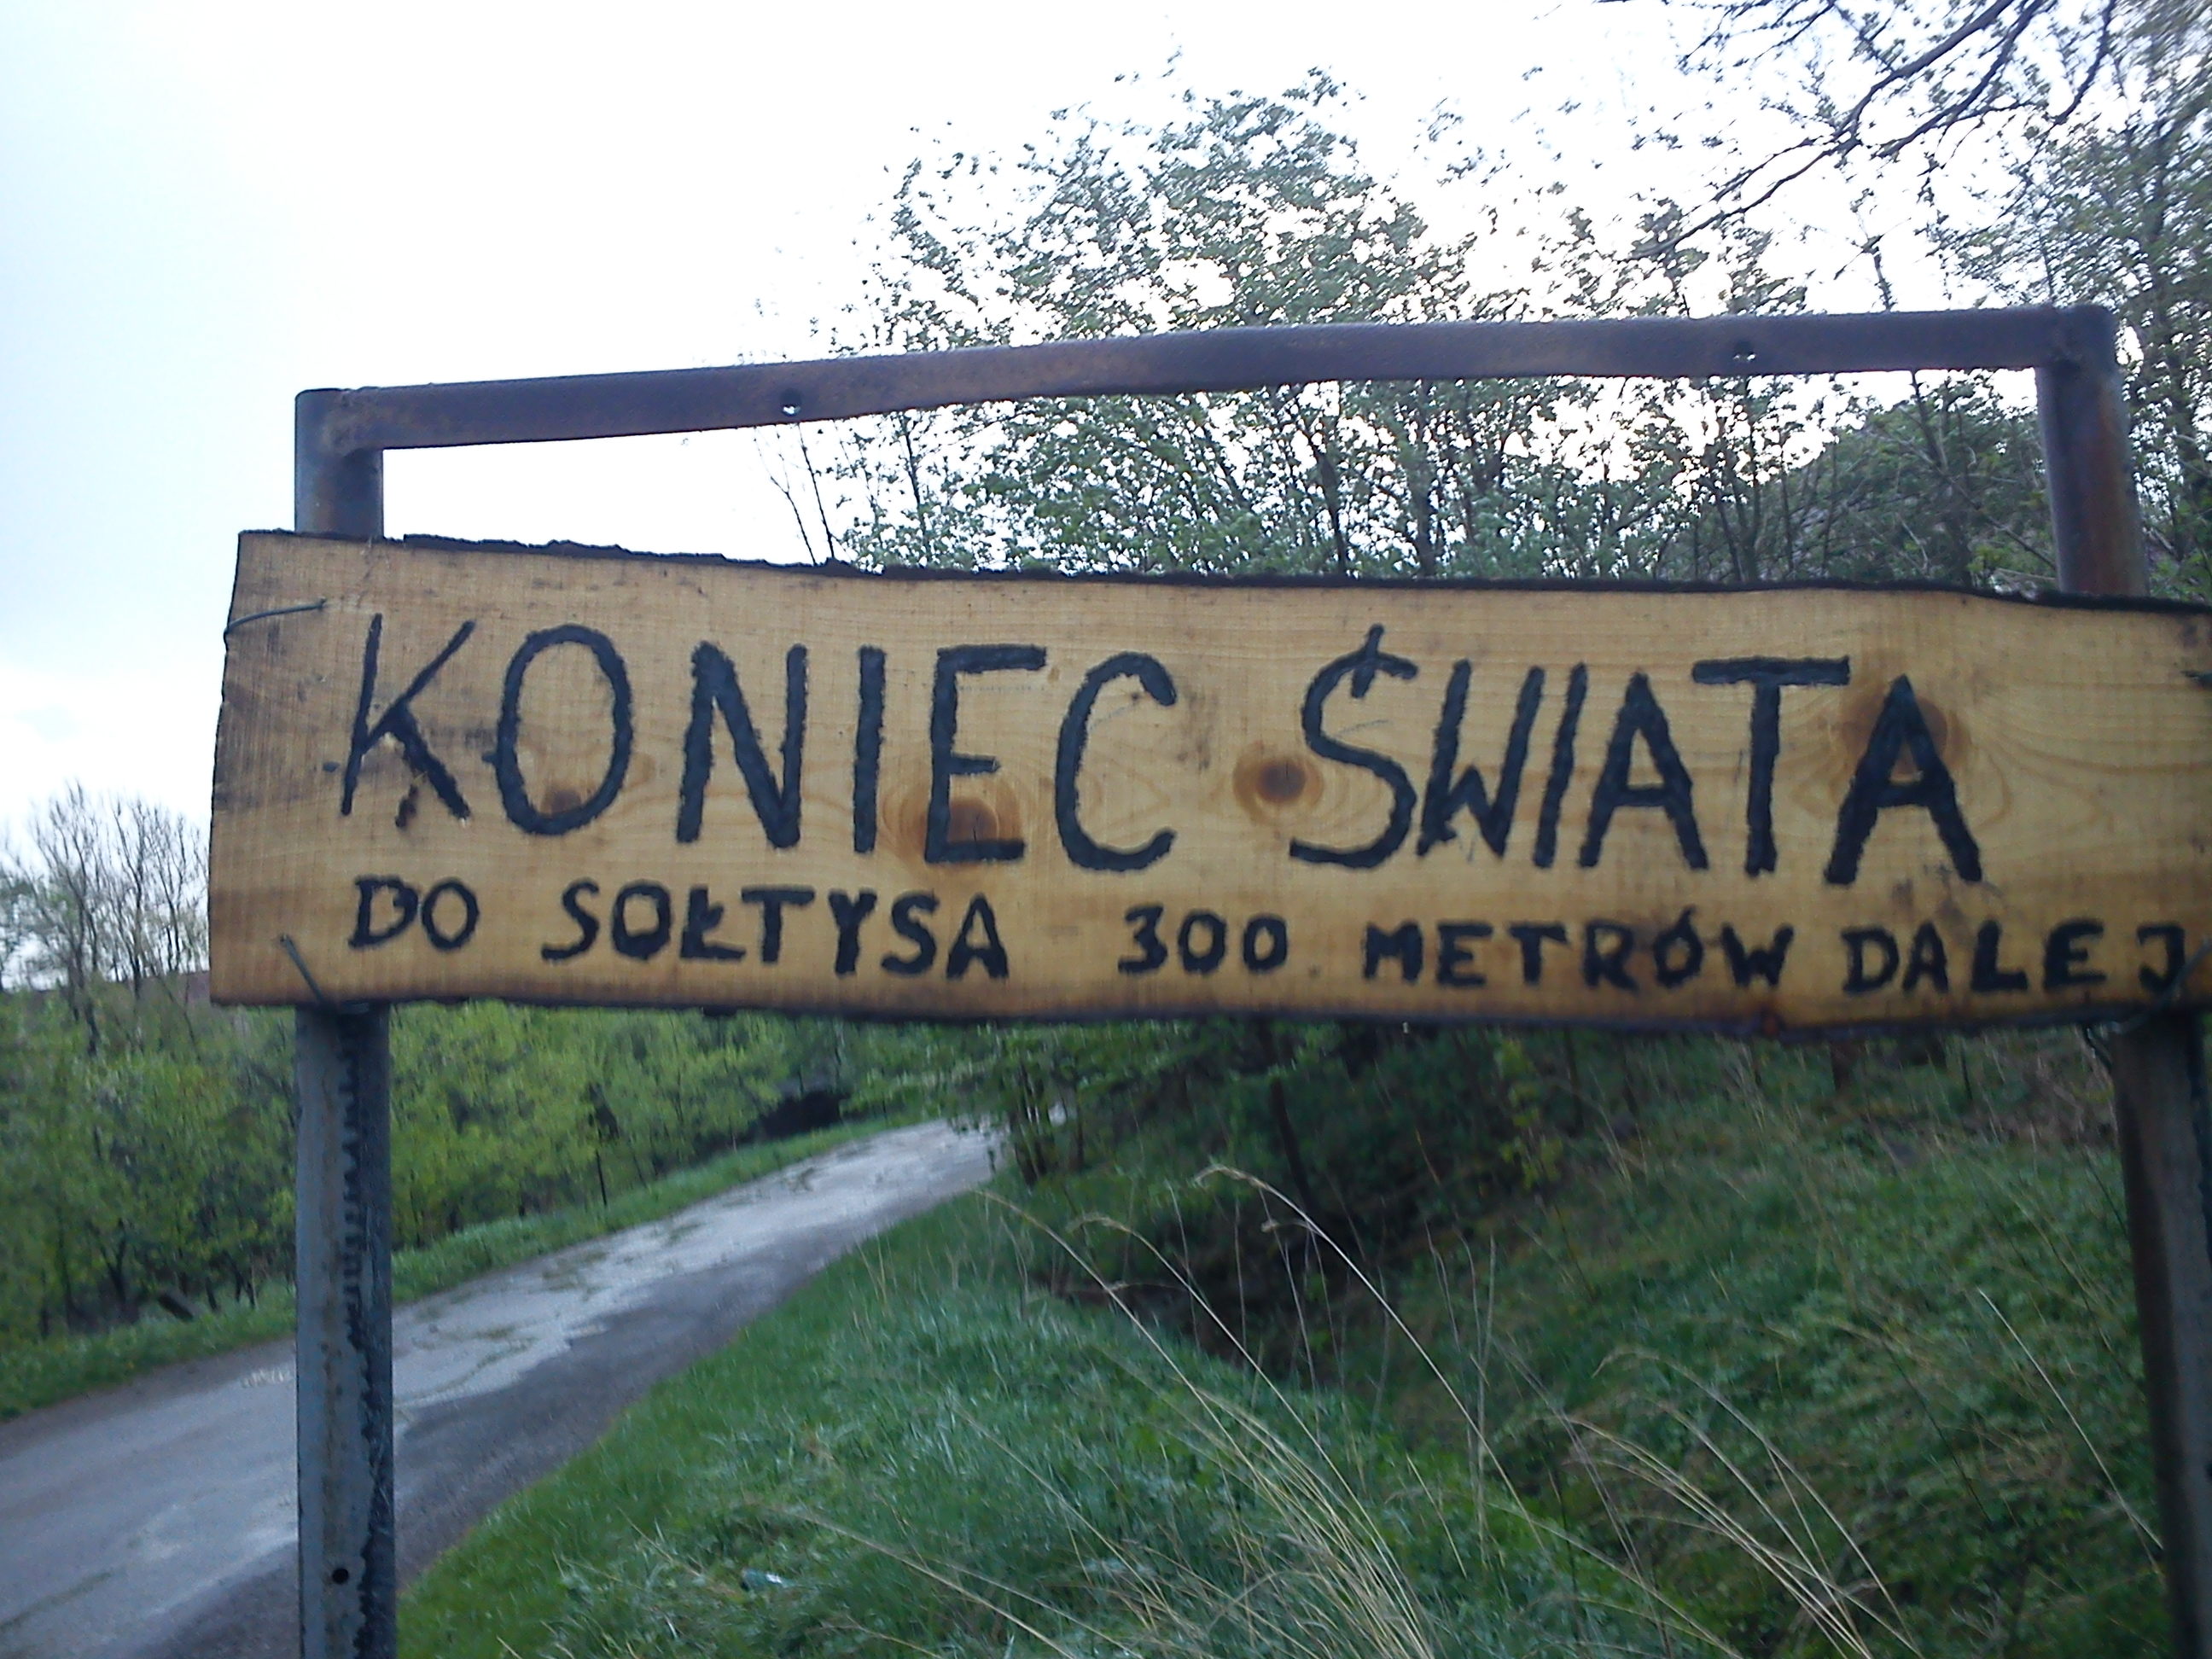 KONIEC ŚWIATA
DO SOŁTYSA 300 METRÓW DALEJ